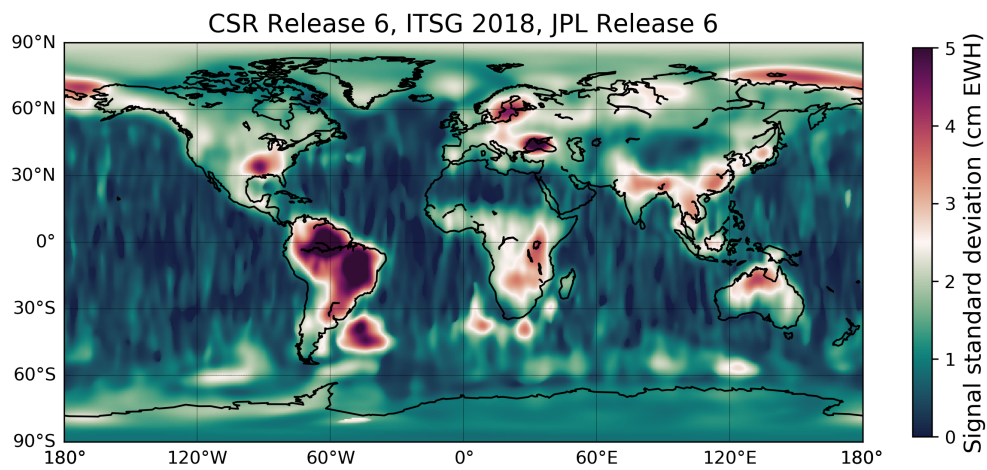 CSR Release 6, ITSG 2018, JPL Release 6
90°N
60°N
30°N
0°
30°S
60°S
90°S
180°
120°W
60°W
0°
60°E
120°E
180°
5
4
3
2
1
0
Signal standard deviation (cm EWH)